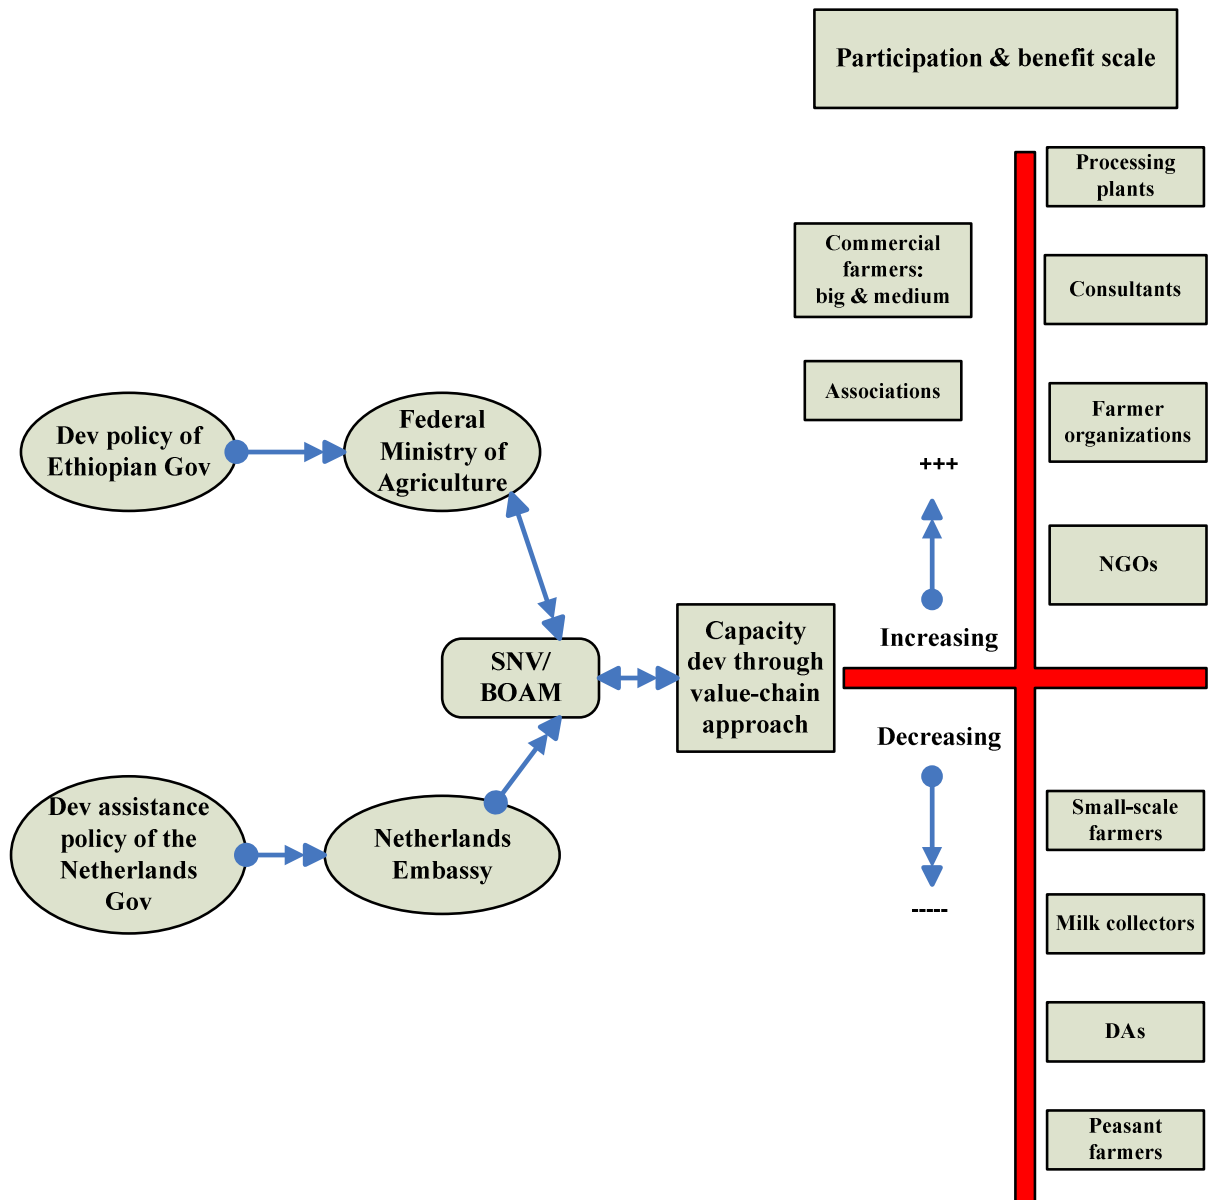 Participation & benefit scale
Processing
plants
Commercial
farmers:
big & medium
Consultants
Associations
Farmer
organizations
Dev policy of
Ethiopian Gov
Federal
Ministry of
Agriculture
+++
NGOs
Increasing
SNV/
BOAM
Capacity
dev through
value-chain
approach
Decreasing
Dev assistance
policy of the
Netherlands
Gov
Netherlands
Embassy
Small-scale
farmers
-----
Milk collectors
DAs
Peasant
farmers